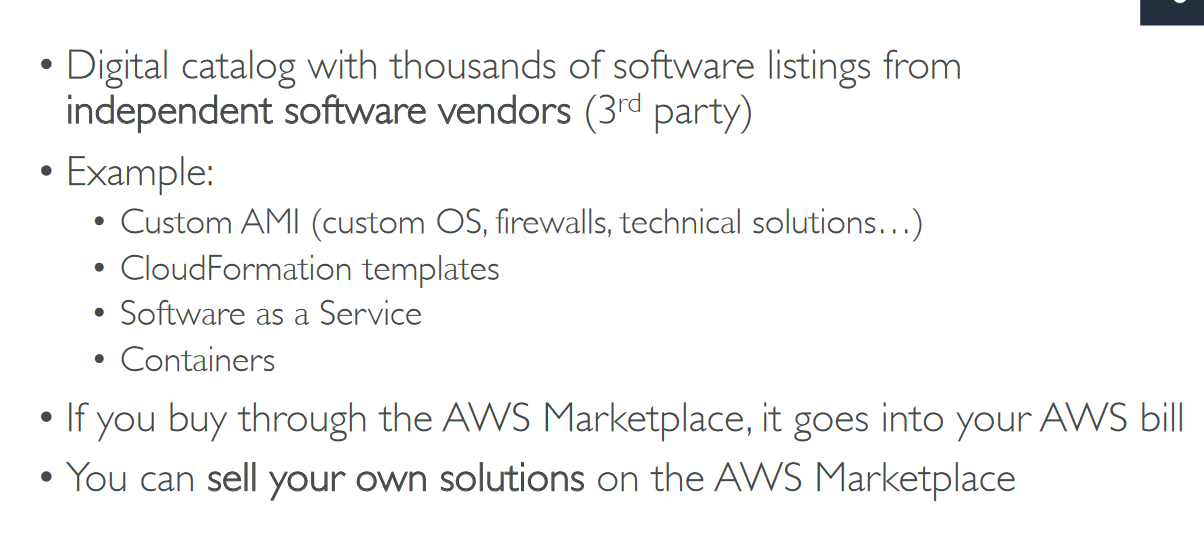 • Digital catalog with thousands of software listings from
independent software vendors (3rd party)
• Example:
• Custom AMI (custom OS, firewalls, technical solutions…)
• CloudFormation templates
• Software as a Service
• Containers
• If you buy through the AWS Marketplace, it goes into your AWS bill
• You can sell your own solutions on the AWS Marketplace